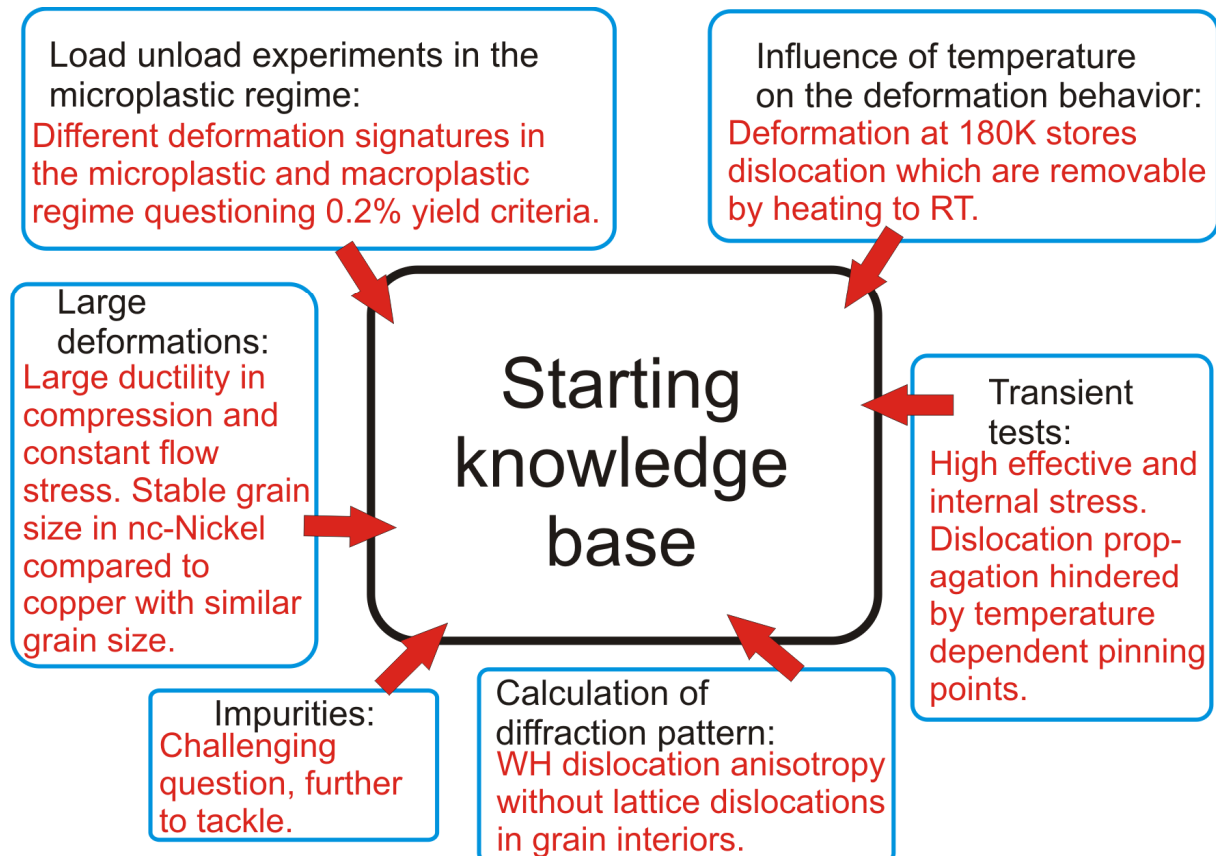 Load unload experiments in the
microplastic regime:
Different deformation signatures in
the microplastic and macroplastic
regime questioning 0.2% yield criteria.
Influence of temperature
on the deformation behavior:
Deformation at 180K stores
dislocation which are removable
by heating to RT.
Large
deformations:
Large ductility in
compression and
constant flow
stress. Stable grain
size in nc-Nickel
compared to
copper with similar
grain size.
Starting
knowledge
base
Transient
tests:
High effective and
internal stress.
Dislocation prop-
agation hindered
by temperature
dependent pinning
points.
Impurities:
Challenging
question, further
to tackle.
Calculation of
diffraction pattern:
WH dislocation anisotropy
without lattice dislocations
in grain interiors.